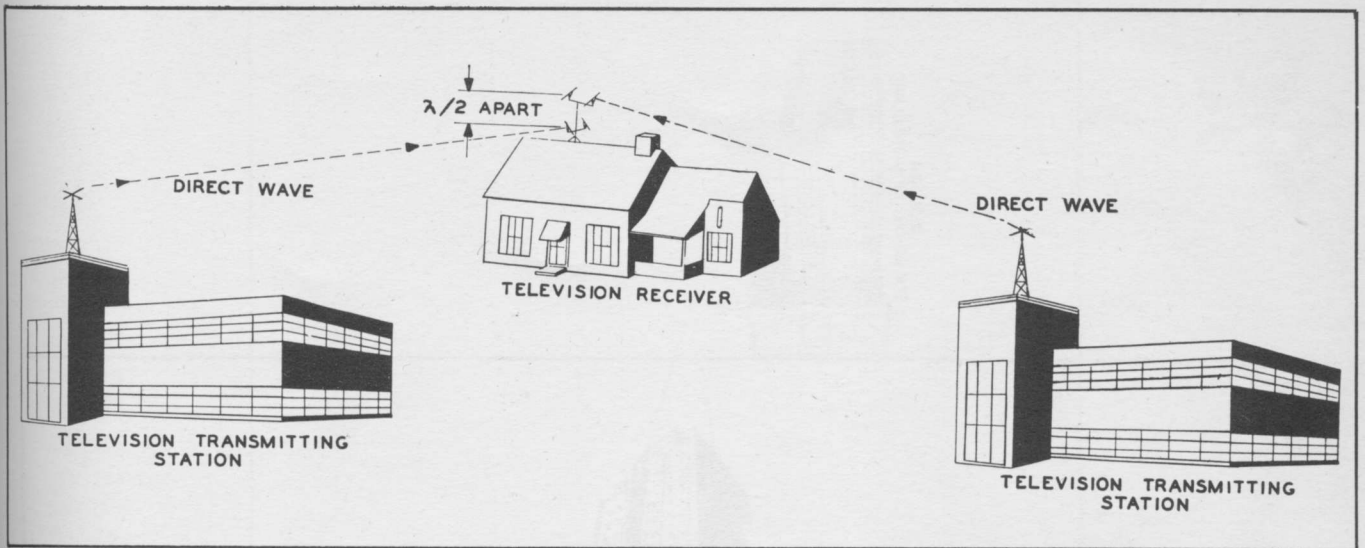 λ/2 APART
DIRECT WAVE
DIRECT WAVE
TELEVISION RECEIVER
TELEVISION TRANSMITTING
STATION
TELEVISION TRANSMITTING
STATION